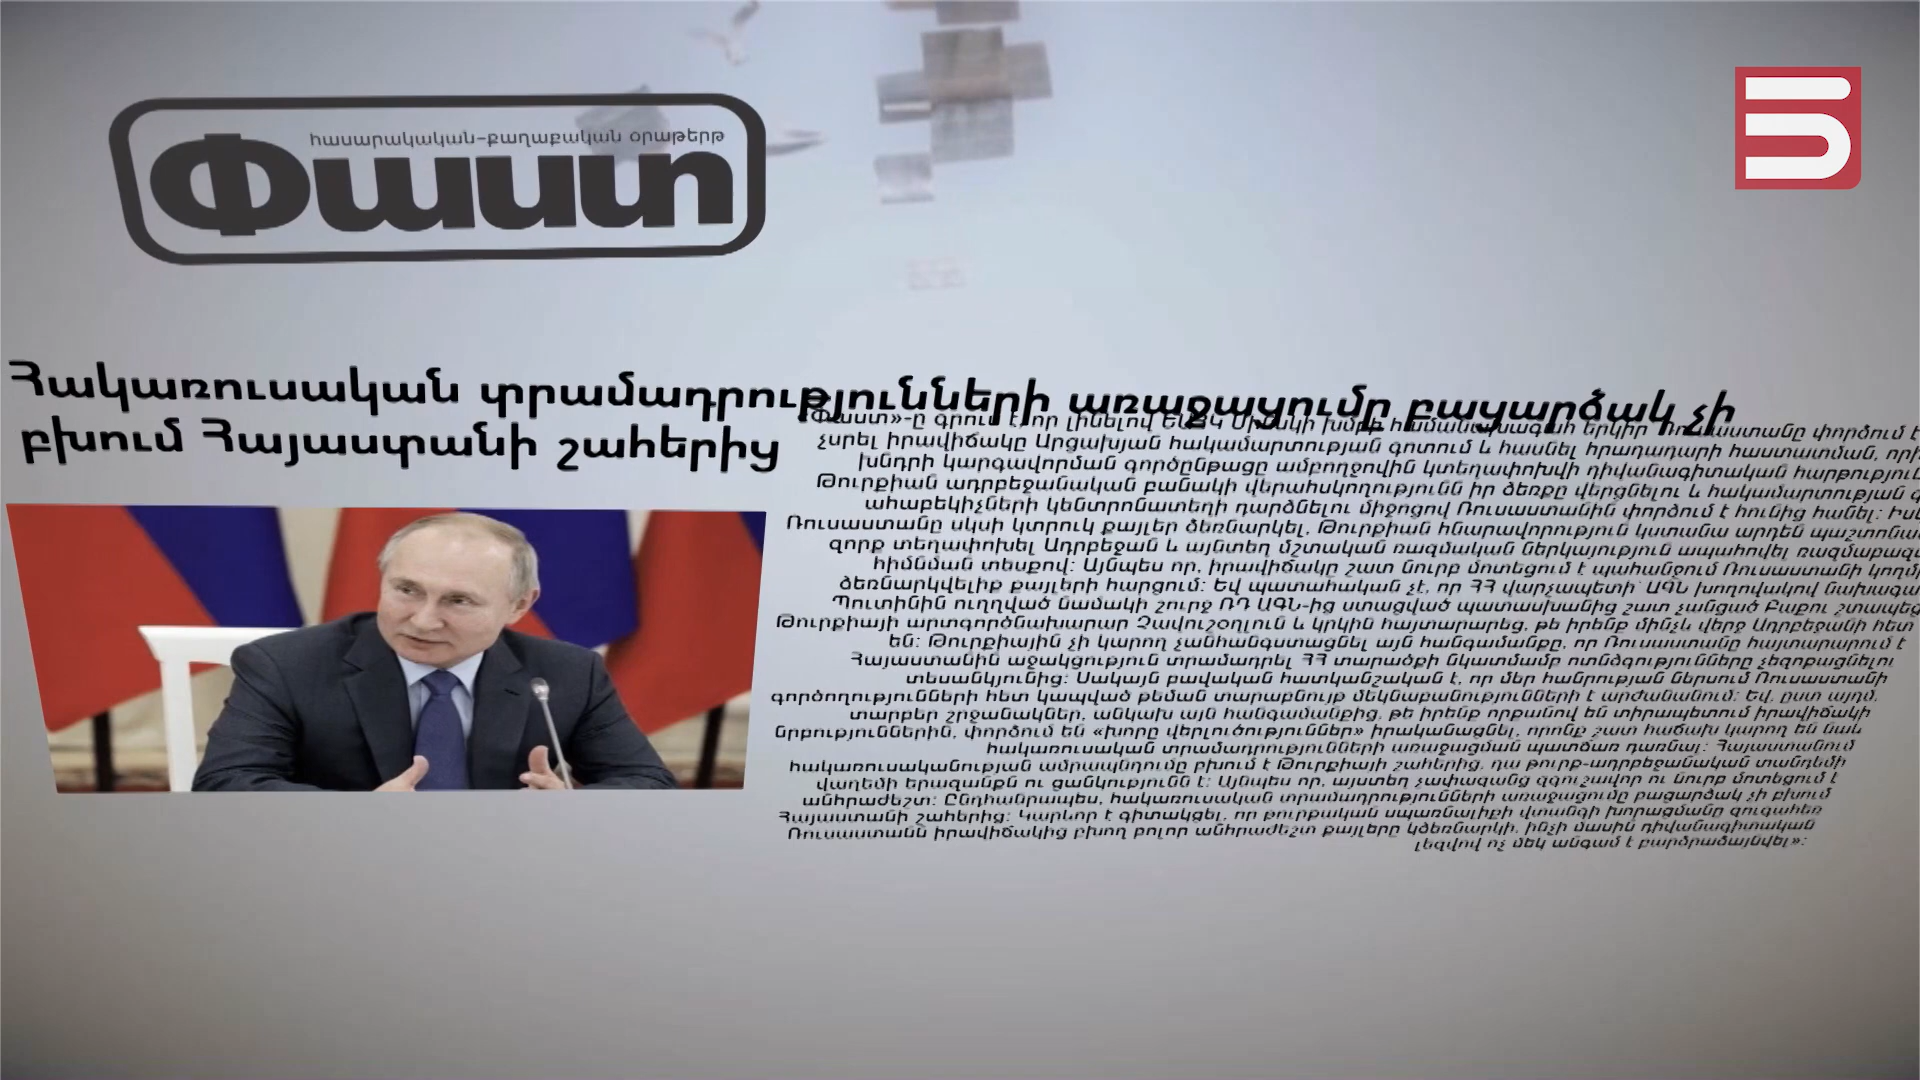 հասարակական-քաղաքական օրաթերթ
Փաստ
Հակառուսական տրամադրությունների առաջացումը բացարձակ չի
բխում Հայաստանի շահերից
«Փաստ»-ը գրում է, որ լինելով ԵԱՀԿ Մինսկի խմբի համանախագահ երկիր՝ Ռուսաստանը փորձում է
չսրել իրավիճակը Արցախյան հակամարտության գոտում և հասնել հրադադարի հաստատման, որի
խնդրի կարգավորման գործընթացը ամբողջովին կտեղափոխվի դիվանագիտական հարթություն
Թուրքիան ադրբեջանական բանակի վերահսկողությունն իր ձեռքը վերցնելու և հակամարտության գ
ահաբեկիչների կենտրոնատեղի դարձնելու միջոցով Ռուսաստանին փորձում է հունից հանել: Իսկ
Ռուսաստանը սկսի կտրուկ քայլեր ձեռնարկել, Թուրքիան հնարավորություն կստանա արդեն պաշտոնա
զորք տեղափոխել Ադրբեջան և այնտեղ մշտական ռազմական ներկայություն ապահովել ռազմաբազա
հիմնման տեսքով: Այնպես որ, իրավիճակը շատ նուրբ մոտեցում է պահանջում Ռուսաստանի կողմի
ձեռնարկվելիք քայլերի հարցում: Եվ պատահական չէ, որ ՀՀ վարչապետի՝ ԱԳՆ խողովակով նախագա
Պուտինին ուղղված նամակի շուրջ ՌԴ ԱԳՆ-ից ստացված պատասխանից շատ չանցած Բաքու շտապեց
Թուրքիայի արտգործնախարար Չավուշօղլուն և կրկին հայտարարեց, թե իրենք մինչև վերջ Ադրբեջանի հետ
են: Թուրքիային չի կարող չանհանգստացնել այն հանգամանքը, որ Ռուսաստանը հայտարարում է
Հայաստանին աջակցություն տրամադրել ՀՀ տարածքի նկատմամբ ոտնձգությունները չեզոքացնելու
տեսանկյունից: Սակայն բավական հատկանշական է, որ մեր հանրության ներսում Ռուսաստանի
գործողությունների հետ կապված թեման տարաբնույթ մեկնաբանությունների է արժանանում: Եվ, ըստ այդմ,
տարբեր շրջանակներ, անկախ այն հանգամանքից, թե իրենք որքանով են տիրապետում իրավիճակի
նրբություններին, փորձում են «խորը վերլուծություններ» իրականացնել, որոնք շատ հաճախ կարող են նաև
հակառուսական տրամադրությունների առաջացման պատճառ դառնալ: Հայաստանում
հակառուսականության ամրապնդումը բխում է Թուրքիայի շահերից, դա թուրք-ադրբեջանական տանդեմի
վաղեմի երազանքն ու ցանկությունն է: Այնպես որ, այստեղ չափազանց զգուշավոր ու նուրբ մոտեցում է
անհրաժեշտ: Ընդհանրապես, հակառուսական տրամադրությունների առաջացումը բացարձակ չի բխում
Հայաստանի շահերից: Կարևոր է գիտակցել, որ թուրքական սպառնալիքի վտանգի խորացմանը զուգահեռ
Ռուսաստանն իրավիճակից բխող բոլոր անհրաժեշտ քայլերը կձեռնարկի, ինչի մասին դիվանագիտական
լեզվով ոչ մեկ անգամ է բարձրաձայնվել»: